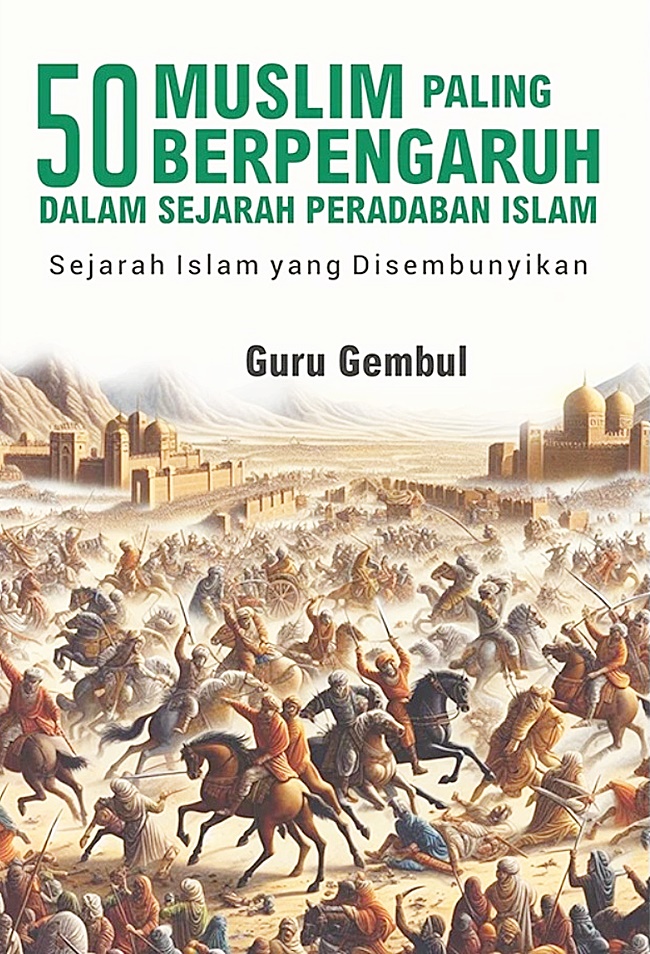 50 MUSLIM PALING
BERPENGARUH
DALAM SEJARAH PERADABAN ISLAM
Sejarah Islam yang Disembunyikan
Guru Gembul